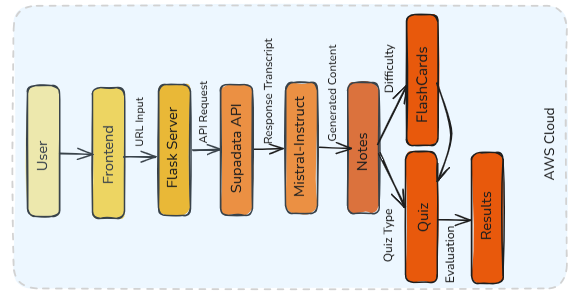 User
Frontend
URL Input
Flask Server
API Request
Supadata API
Response Transcript
Mistral-Instruct
Generated Content
Notes
Difficulty
FlashCards
Quiz Type
Quiz
Evaluation
Results
AWS Cloud